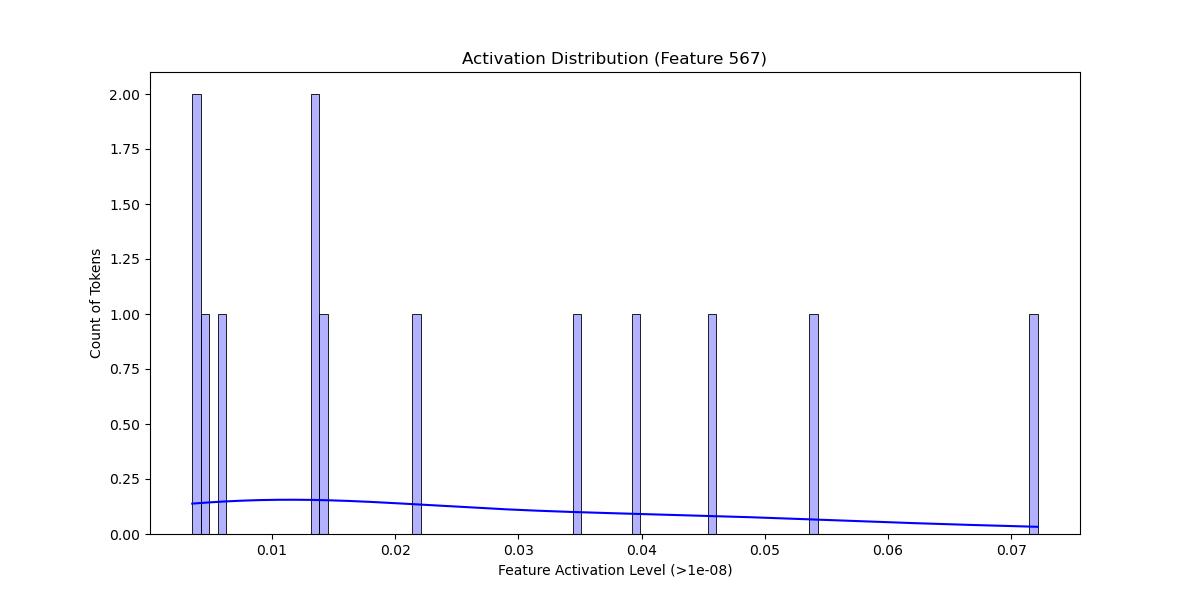 Activation Distribution (Feature 567)
2.00
1.75
1.50
1.25
1.00
0.75
0.50
0.25
0.00
Count of Tokens
0.01 0.02 0.03 0.04 0.05 0.06 0.07
Feature Activation Level (>1e-08)